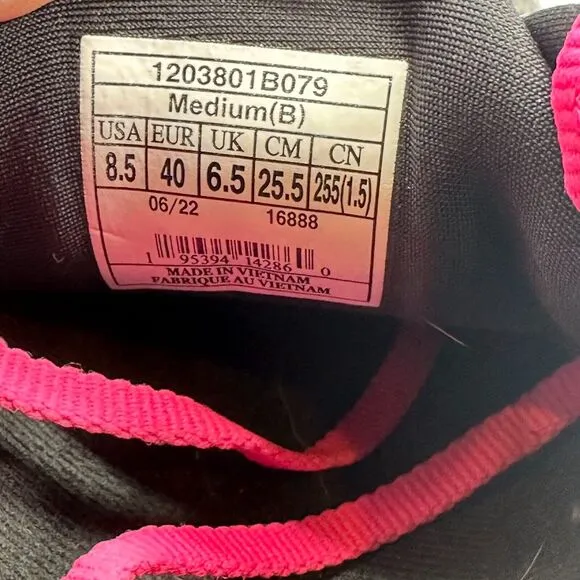 1203801B079
Medium(B)
USA EUR UK CM CN
8.5 40 6.5 25.5 255(1.5)
06/22 16888
1 95394 14286 0
MADE IN VIETNAM
FABRIQUE AU VIETNAM